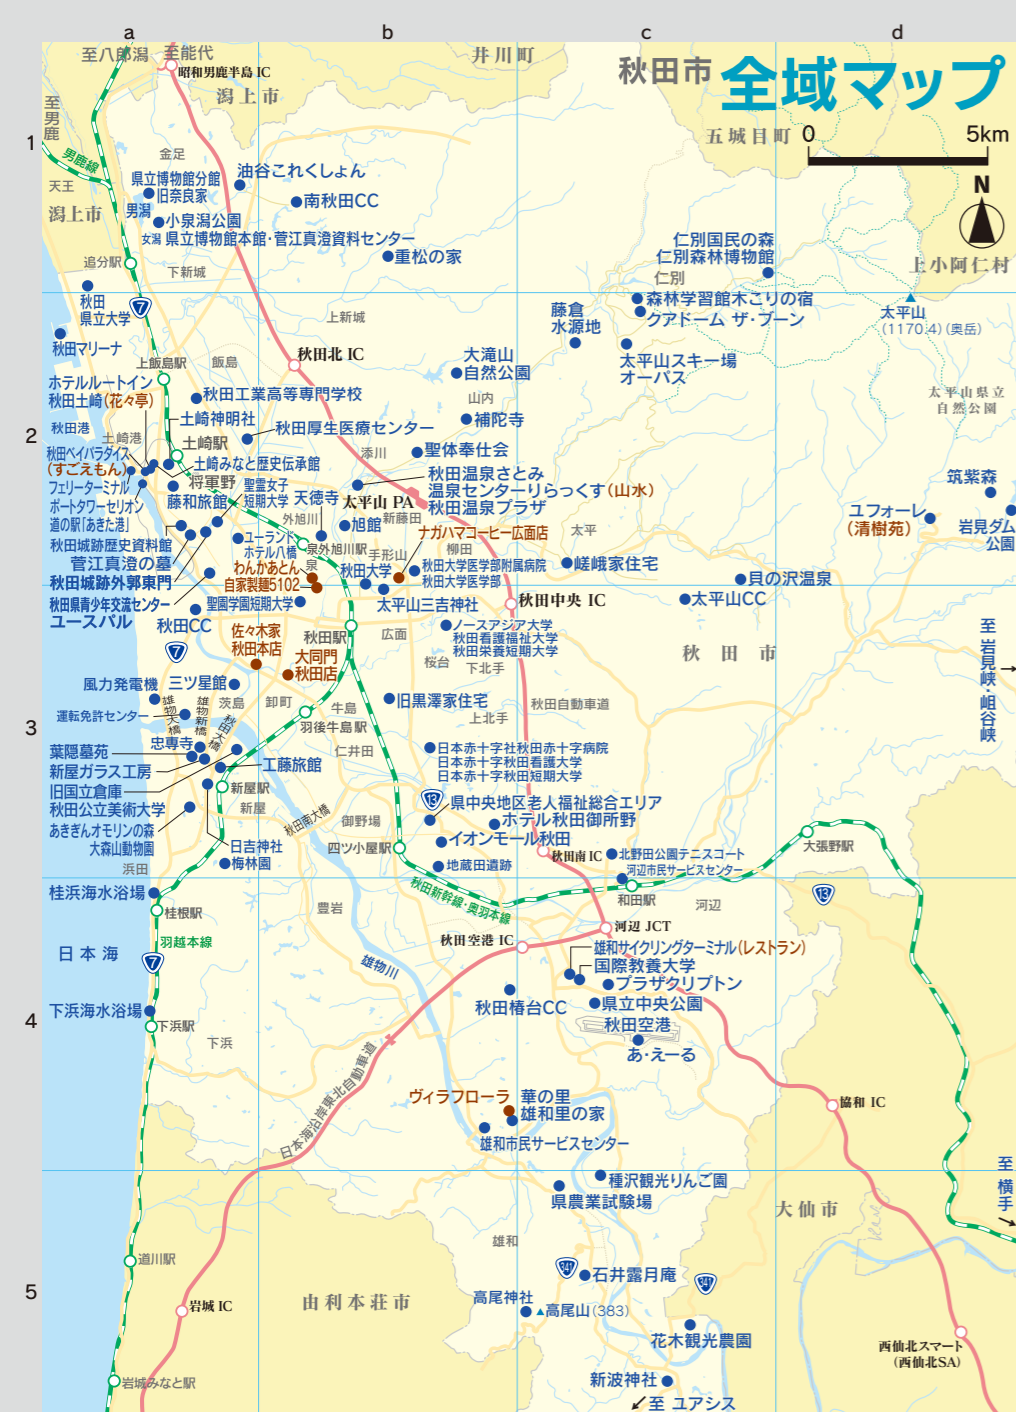 a
b
c
d
1
2
3
4
5
秋田市 全域マップ
0
5km
N
至八郎潟
至能代
昭和男鹿半島 IC
井川町
潟上市
五城目町
至男鹿
男鹿線
金足
天王
潟上市
県立博物館分館
旧奈良家
油谷これくしょん
南秋田CC
男潟
小泉潟公園
女潟
県立博物館本館・菅江真澄資料センター
重松の家
追分駅
下新城
仁別国民の森
仁別森林博物館
仁別
上小阿仁村
秋田
県立大学
7
秋田マリーナ
上新城
森林学習館木こりの宿
クアドーム ザ・ブーン
藤倉
水源地
太平山
(1170.4)(奥岳)
秋田北 IC
上飯島駅
飯島
大滝山
自然公園
太平山スキー場
オーパス
太平山県立
自然公園
ホテルルートイン
秋田土崎(花々亭)
秋田工業高等専門学校
山内
秋田港
土崎港
土崎神明社
秋田厚生医療センター
補陀寺
土崎駅
添川
聖体奉仕会
秋田ベイパラダイス
(すごえもん)
土崎みなと歴史伝承館
将軍野
秋田温泉さとみ
温泉センターりらっくす(山水)
秋田温泉プラザ
フェリーターミナル
ポートタワーセリオン
道の駅「あきた港」
藤和旅館
聖霊女子
短期大学
天徳寺
太平山 PA
筑紫森
ユフォーレ
(清樹苑)
岩見ダム
公園
外旭川
旭館
新藤田
ナガハマコーヒー広面店
太平
秋田城跡歴史資料館
ユーランド
ホテル八橋
泉外旭川駅
手形山
柳田
菅江真澄の墓
わんかあとん
泉
秋田大学
秋田大学医学部附属病院
秋田大学医学部
嵯峨家住宅
貝の沢温泉
秋田城跡外郭東門
自家製麺5102
秋田県青少年交流センター
ユースパル
聖園学園短期大学
太平山三吉神社
秋田中央 IC
太平山CC
秋田CC
佐々木家
秋田本店
秋田駅
広面
ノースアジア大学
秋田看護福祉大学
秋田栄養短期大学
至 岩見峡・岨谷峡
7
大同門
秋田店
桜台
下北手
秋田市
風力発電機
三ツ星館
茨島
卸町
牛島
旧黒澤家住宅
秋田自動車道
運転免許センター
雄物大橋
雄物新橋
秋田大橋
羽後牛島駅
上北手
忠専寺
仁井田
日本赤十字社秋田赤十字病院
日本赤十字秋田看護大学
日本赤十字秋田短期大学
葉隠墓苑
新屋ガラス工房
工藤旅館
旧国立倉庫
新屋駅
13
県中央地区老人福祉総合エリア
秋田公立美術大学
新屋
秋田南大橋
御野場
ホテル秋田御所野
あきぎんオモリンの森
大森山動物園
日吉神社
四ツ小屋駅
イオンモール秋田
大張野駅
浜田
梅林園
地蔵田遺跡
秋田南 IC
北野田公園テニスコート
河辺市民サービスセンター
桂浜海水浴場
桂根駅
秋田新幹線・奥羽本線
和田駅
河辺
13
豊岩
日本海
羽越本線
秋田空港 IC
河辺 JCT
7
雄物川
雄和サイクリングターミナル(レストラン)
国際教養大学
プラザクリプトン
下浜海水浴場
秋田椿台CC
県立中央公園
下浜駅
秋田空港
下浜
あ・えーる
日本海沿岸東北自動車道
ヴィラフローラ
華の里
雄和里の家
協和 IC
雄和市民サービスセンター
至 横手
種沢観光りんご園
県農業試験場
大仙市
雄和
道川駅
341
石井露月庵
341
岩城 IC
由利本荘市
高尾神社
高尾山(383)
花木観光農園
西仙北スマート
(西仙北SA)
岩城みなと駅
新波神社
至 ユアシス